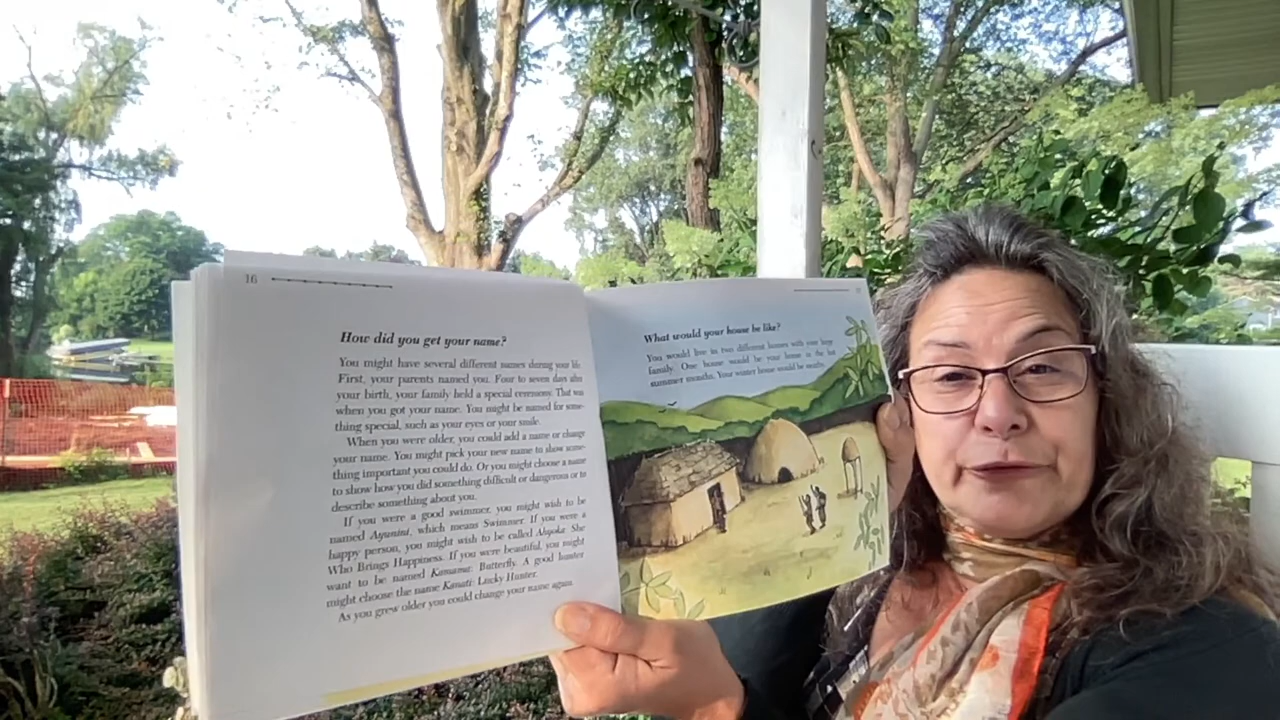 16
How did you get your name?
You might have several different names during your life.
First, your parents named you. Four to seven days after
your birth, your family held a special ceremony. That was
when you got your name. You might be named for some-
thing special, such as your eyes or your smile.
When you were older, you could add a name or change
your name. You might pick your new name to show some-
thing important you could do. Or you might choose a name
to show how you did something difficult or dangerous or to
describe something about you.
If you were a good swimmer, you might wish to be
named Ayunini, which means Swimmer. If you were a
happy person, you might wish to be called Aliyoke: She
Who Brings Happiness. If you were beautiful, you might
want to be named Kamama: Butterfly. A good hunter
might choose the name Kanati: Lucky Hunter.
As you grew older you could change your name again.
What would your house be like?
You would live in two different houses with your large
family. One house would be your home in the hot
summer months. Your winter house would be nearby.